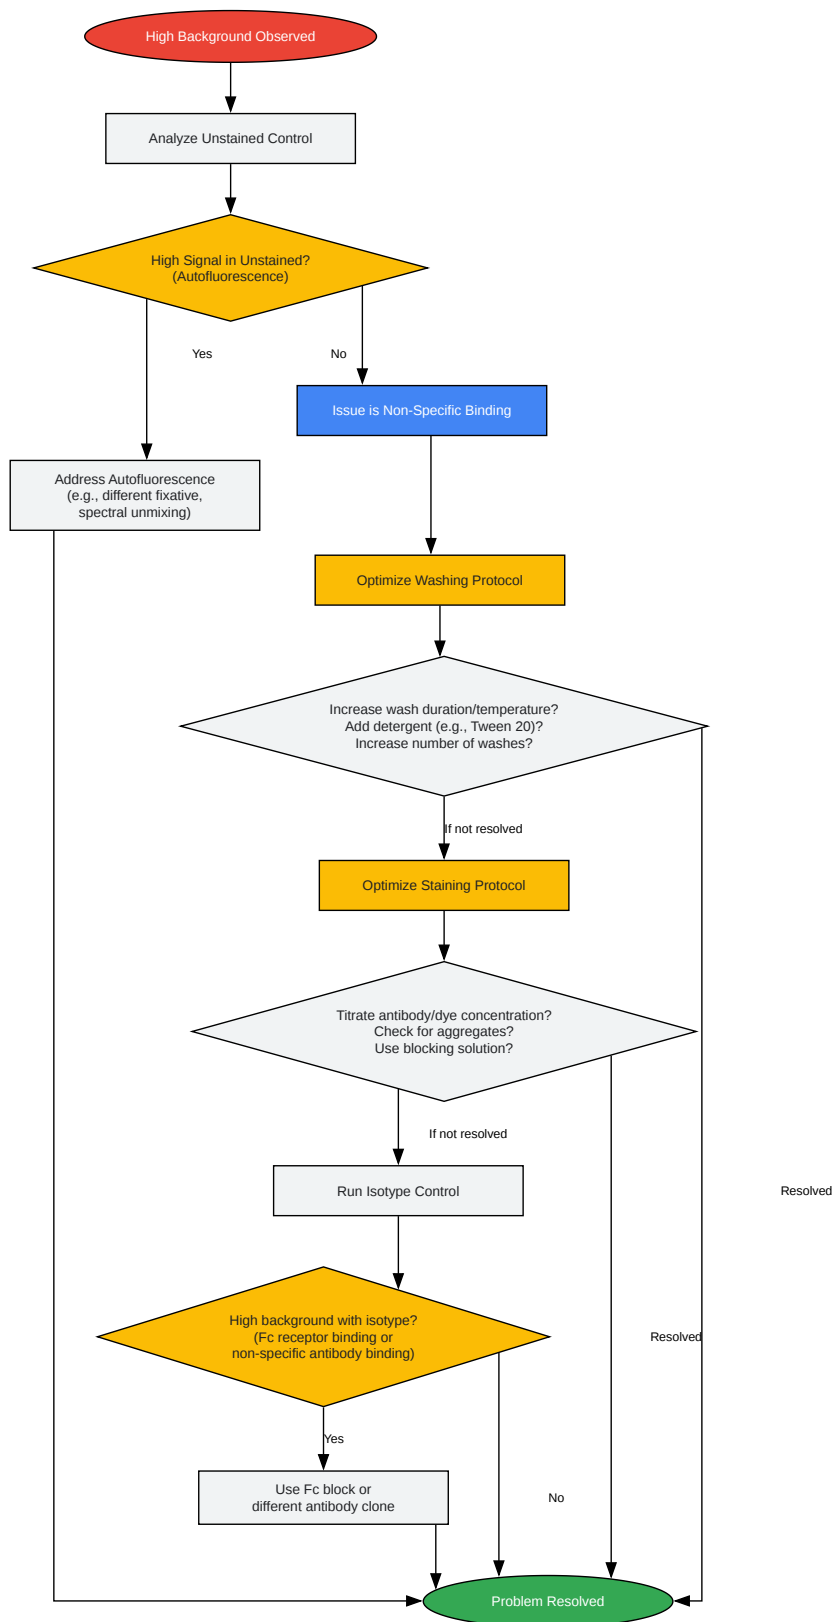 High Background Observed
Analyze Unstained Control
High Signal in Unstained?
(Autofluorescence)
Yes
No
Issue is Non-Specific Binding
Address Autofluorescence
(e.g., different fixative,
spectral unmixing)
Optimize Washing Protocol
Increase wash duration/temperature?
Add detergent (e.g., Tween 20)?
Increase number of washes?
If not resolved
Optimize Staining Protocol
Titrate antibody/dye concentration?
Check for aggregates?
Use blocking solution?
If not resolved
Run Isotype Control
Resolved
High background with isotype?
(Fc receptor binding or
non-specific antibody binding)
Resolved
Yes
Use Fc block or
different antibody clone
No
Problem Resolved